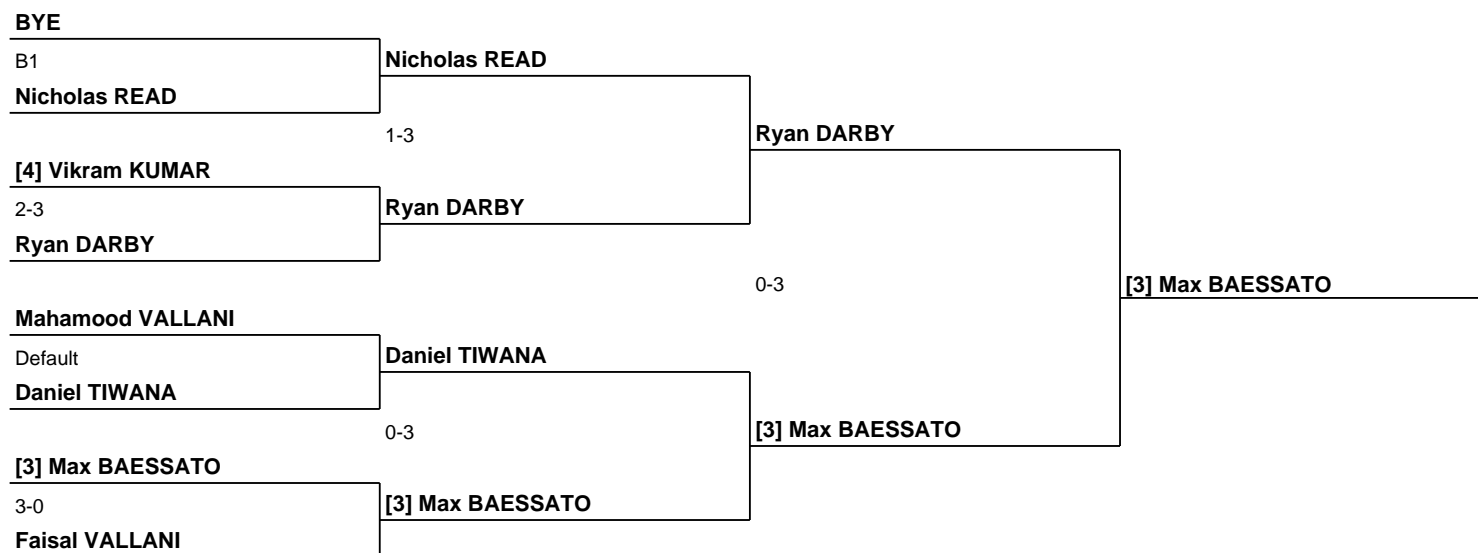 BYE
B1
Nicholas READ
Nicholas READ
1-3
Ryan DARBY
[4] Vikram KUMAR
2-3
Ryan DARBY
Ryan DARBY
0-3
[3] Max BAESSATO
Mahamood VALLANI
Default
Daniel TIWANA
Daniel TIWANA
0-3
[3] Max BAESSATO
[3] Max BAESSATO
3-0
[3] Max BAESSATO
Faisal VALLANI